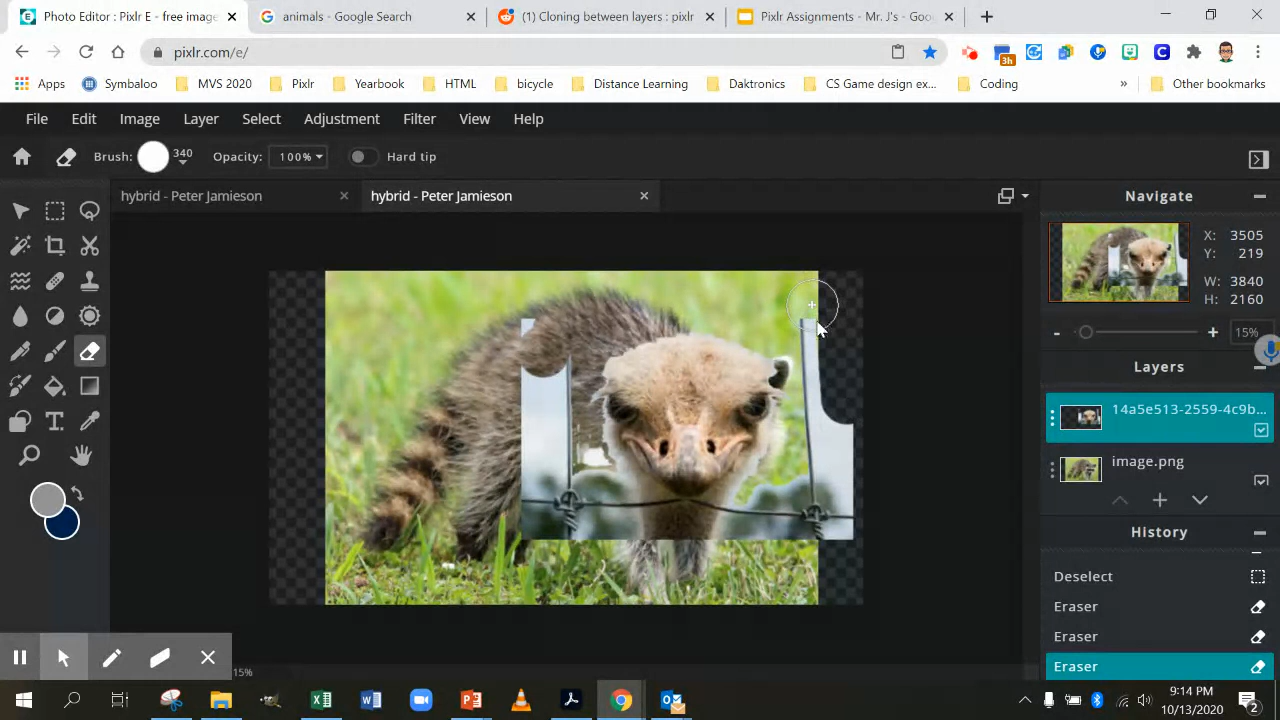 Photo Editor : Pixlr E - free image
animals - Google Search
(1) Cloning between layers : pixlr
Pixlr Assignments - Mr. J's - Goo
pixlr.com/e/
3h
Apps
Symbaloo
MVS 2020
Pixlr
Yearbook
HTML
bicycle
Distance Learning
Daktronics
CS Game design ex...
Coding
»
Other bookmarks
File
Edit
Image
Layer
Select
Adjustment
Filter
View
Help
Brush:
340
Opacity:
100%
Hard tip
hybrid - Peter Jamieson
hybrid - Peter Jamieson
Navigate
X: 3505
Y: 219
W: 3840
H: 2160
15%
Layers
14a5e513-2559-4c9b...
image.png
History
Deselect
Eraser
Eraser
Eraser
15%
9:14 PM
10/13/2020
2